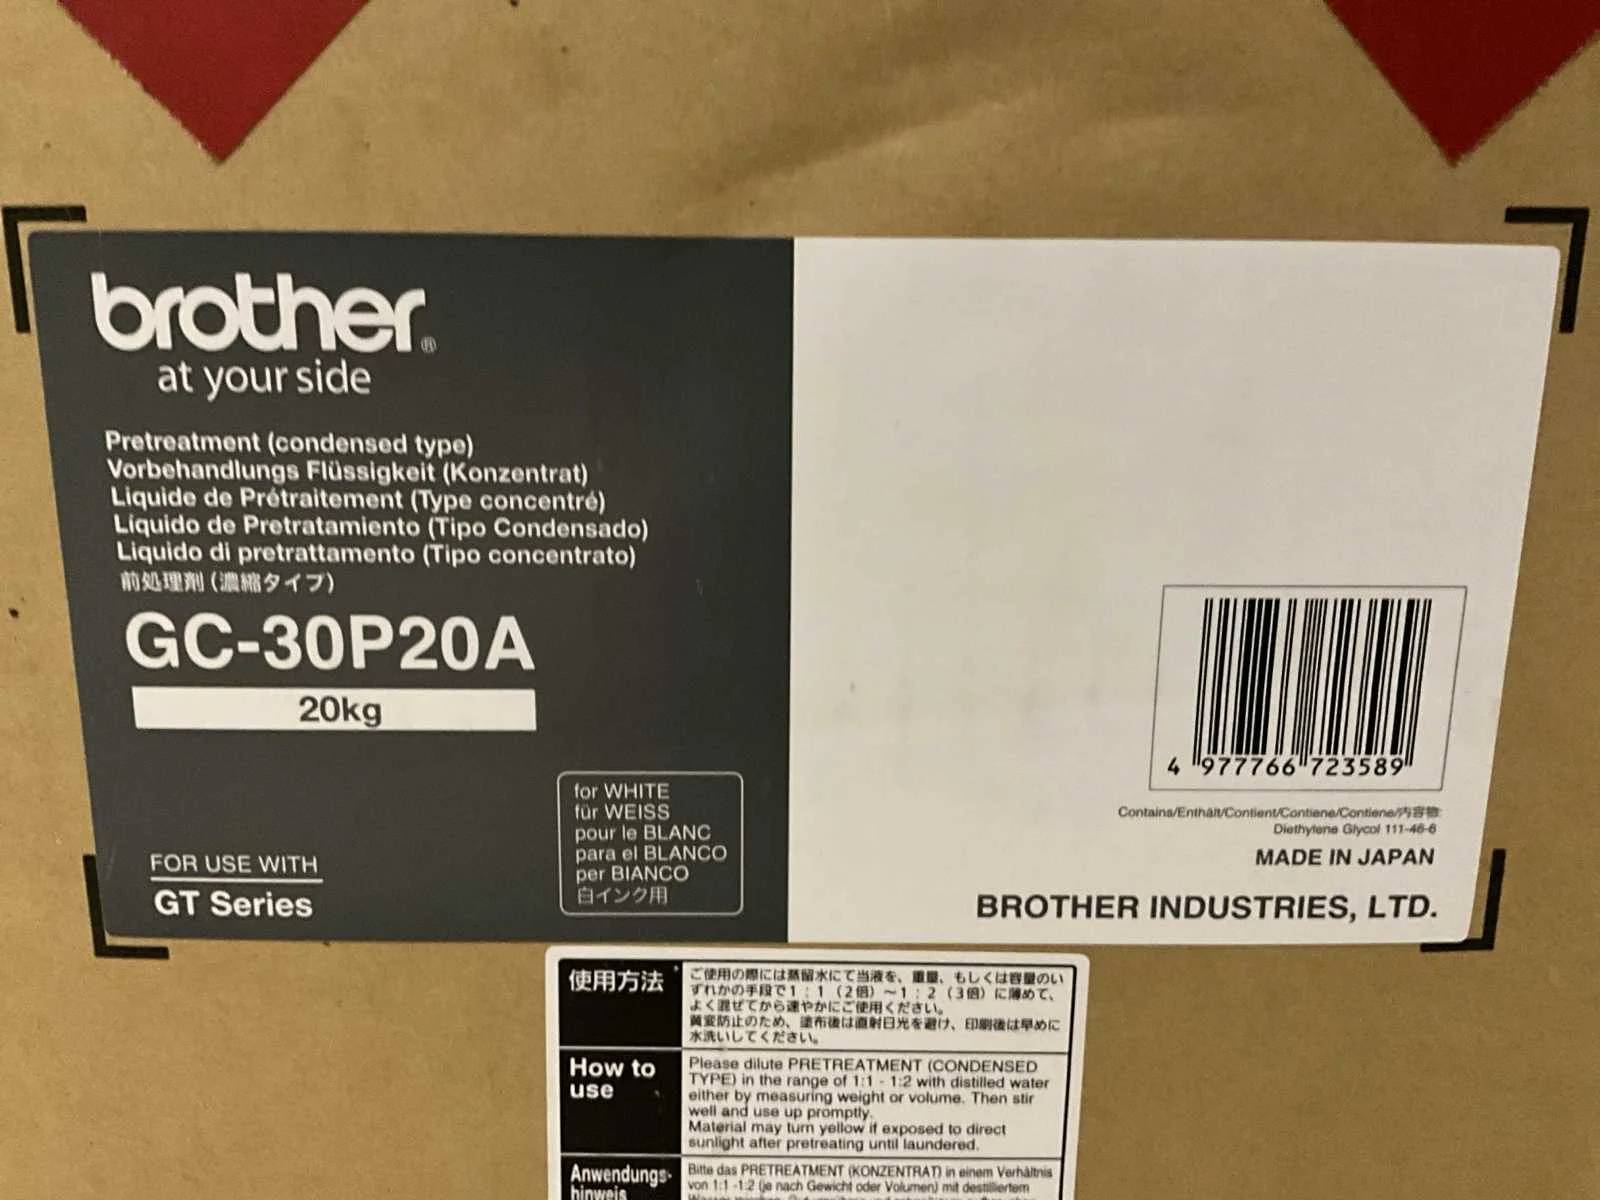 brother®
at your side
Pretreatment (condensed type)
Vorbehandlungs Flüssigkeit (Konzentrat)
Liquide de Prétraitement (Type concentré)
Líquido de Pretratamiento (Tipo Condensado)
Liquido di pretrattamento (Tipo concentrato)
前処理剤（濃縮タイプ）
GC-30P20A
20kg
for WHITE
für WEISS
pour le BLANC
para el BLANCO
per BIANCO
白インク用
FOR USE WITH
GT Series
4 977766 723589
Contains/Enthält/Contient/Contiene/Contiene/内容物:
Diethylene Glycol 111-46-6
MADE IN JAPAN
BROTHER INDUSTRIES, LTD.
使用方法
ご使用の際には蒸留水にて当液を、重量、もしくは容量のい
ずれかの手段で1：1（2倍）～1：2（3倍）に薄めて、
よく混ぜてから速やかにご使用ください。
黄変防止のため、塗布後は直射日光を避け、印刷後は早めに
水洗いしてください。
How to
use
Please dilute PRETREATMENT (CONDENSED
TYPE) in the range of 1:1 - 1:2 with distilled water
either by measuring weight or volume. Then stir
well and use up promptly.
Material may turn yellow if exposed to direct
sunlight after pretreating until laundered.
Anwendungs-
hinweis
Bitte das PRETREATMENT (KONZENTRAT) in einem Verhältnis
von 1:1 -1:2 (je nach Gewicht oder Volumen) mit destilliertem